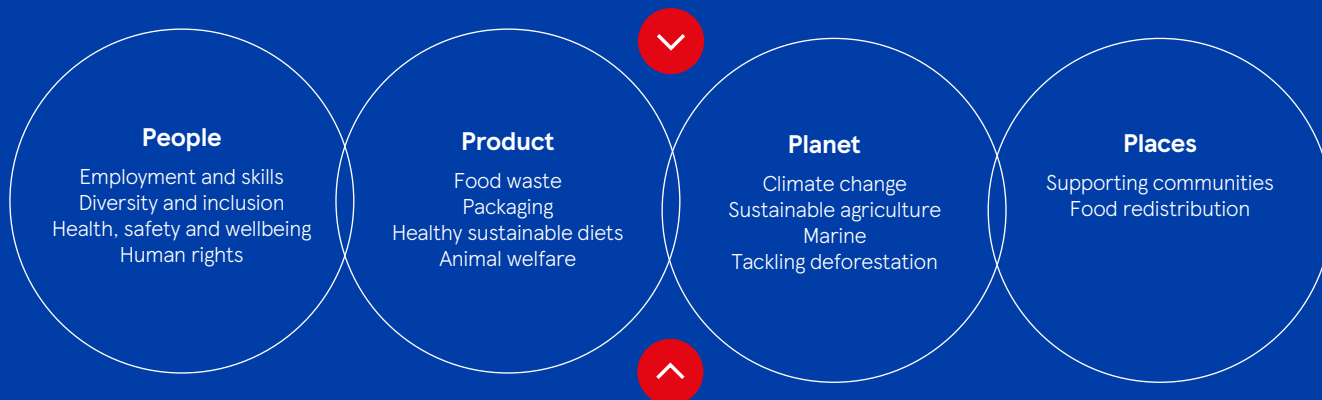 People
Employment and skills
Diversity and inclusion
Health, safety and wellbeing
Human rights
Product
Food waste
Packaging
Healthy sustainable diets
Animal welfare
Planet
Climate change
Sustainable agriculture
Marine
Tackling deforestation
Places
Supporting communities
Food redistribution